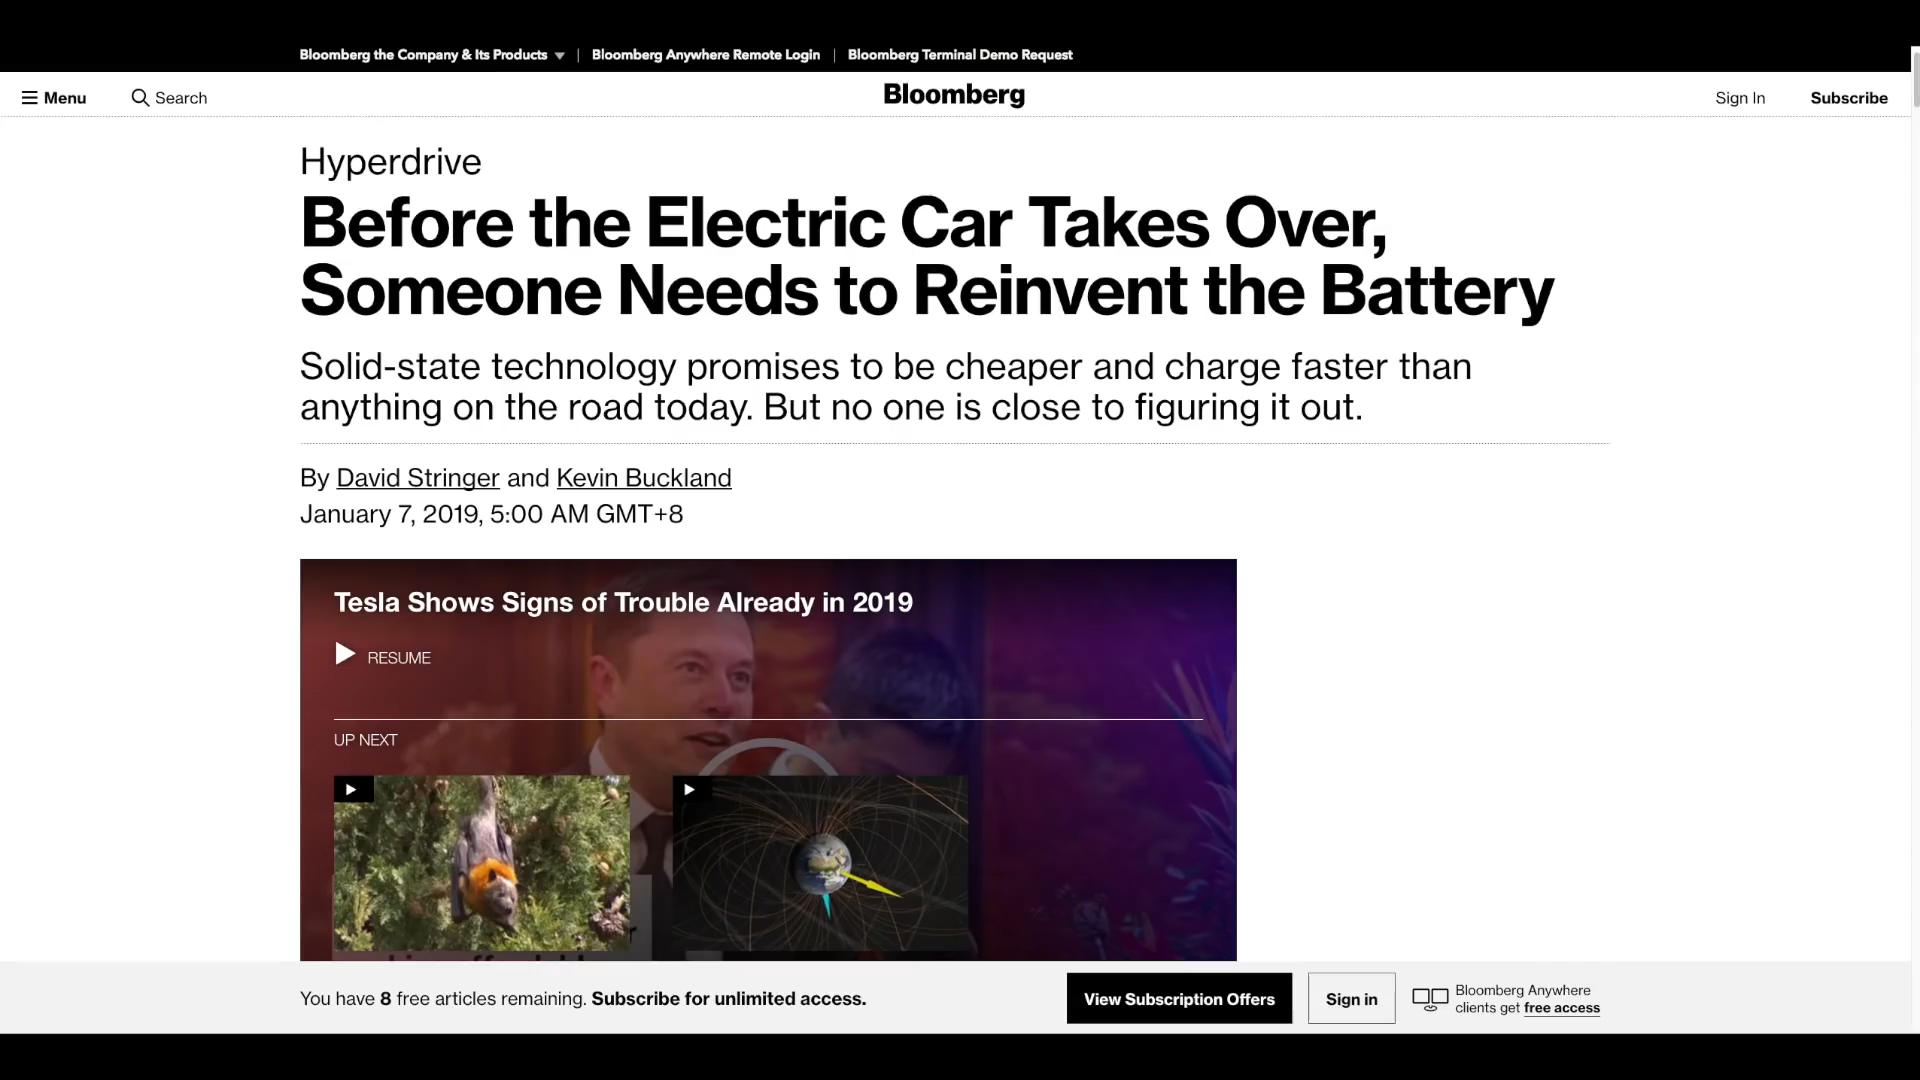 Bloomberg the Company & Its Products | Bloomberg Anywhere Remote Login | Bloomberg Terminal Demo Request
Menu Search Bloomberg Sign In Subscribe
Hyperdrive
Before the Electric Car Takes Over,
Someone Needs to Reinvent the Battery
Solid-state technology promises to be cheaper and charge faster than
anything on the road today. But no one is close to figuring it out.
By David Stringer and Kevin Buckland
January 7, 2019, 5:00 AM GMT+8
Tesla Shows Signs of Trouble Already in 2019
RESUME
UP NEXT
You have 8 free articles remaining. Subscribe for unlimited access.
View Subscription Offers
Sign in
Bloomberg Anywhere
clients get free access